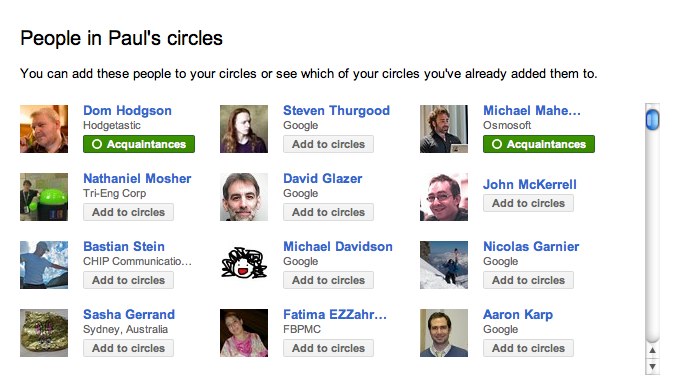 People in Paul's circles
You can add these people to your circles or see which of your circles you've already added them to.
Dom Hodgson
Hodgetastic
Acquaintances
Steven Thurgood
Google
Add to circles
Michael Mahe…
Osmosoft
Acquaintances
Nathaniel Mosher
Tri-Eng Corp
Add to circles
David Glazer
Google
Add to circles
John McKerrell
Add to circles
Bastian Stein
CHIP Communicatio…
Add to circles
Michael Davidson
Google
Add to circles
Nicolas Garnier
Google
Add to circles
Sasha Gerrand
Sydney, Australia
Add to circles
Fatima EZZahr…
FBPMC
Add to circles
Aaron Karp
Google
Add to circles